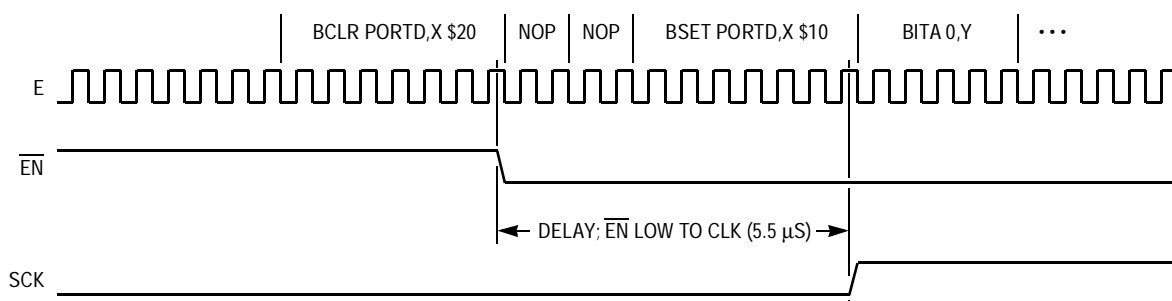 BCLR PORTD,X $20 NOP NOP BSET PORTD,X $10 BITA 0,Y •••
E
EN
DELAY; EN LOW TO CLK (5.5 µS)
SCK